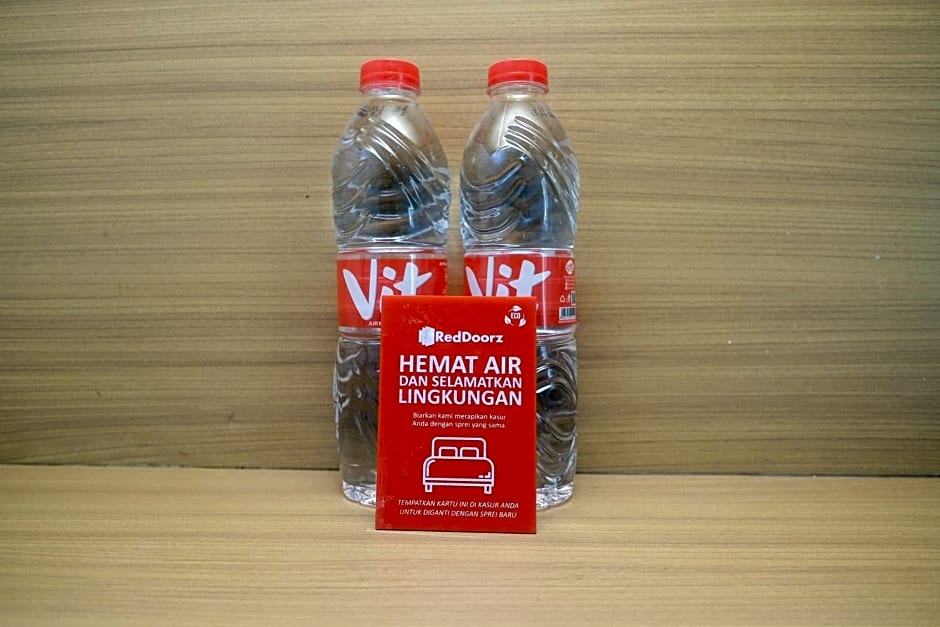 Vit
Vit
AIR
ECO
RedDoorz
HEMAT AIR
DAN SELAMATKAN
LINGKUNGAN
Biarkan kami merapikan kasur
Anda dengan sprei yang sama.
TEMPATKAN KARTU INI DI KASUR ANDA
UNTUK DIGANTI DENGAN SPREI BARU